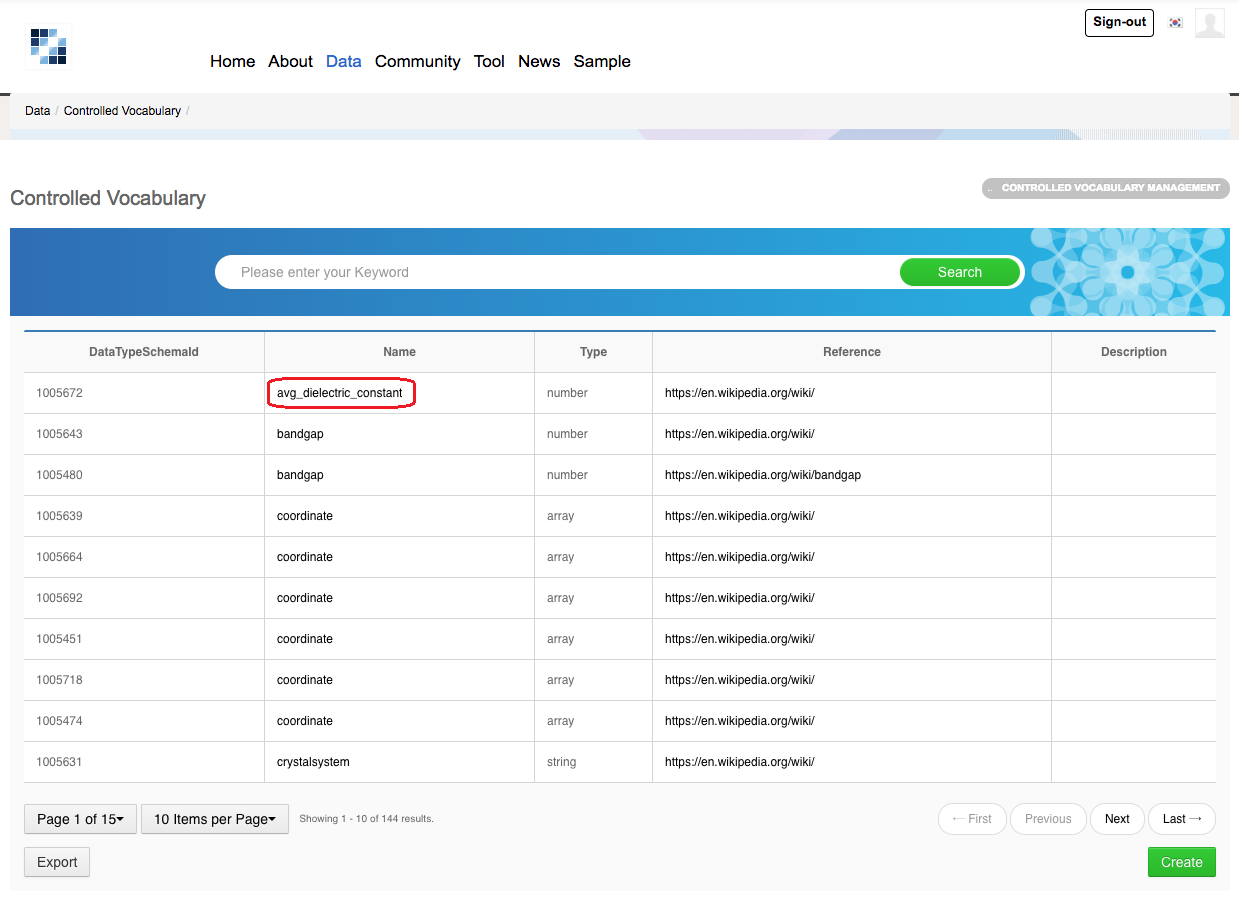 Sign-out
Home About Data Community Tool News Sample
Data / Controlled Vocabulary /
Controlled Vocabulary
.. CONTROLLED VOCABULARY MANAGEMENT
Please enter your Keyword Search
DataTypeSchemaId Name Type Reference Description
1005672 avg_dielectric_constant number https://en.wikipedia.org/wiki/
1005643 bandgap number https://en.wikipedia.org/wiki/
1005480 bandgap number https://en.wikipedia.org/wiki/bandgap
1005639 coordinate array https://en.wikipedia.org/wiki/
1005664 coordinate array https://en.wikipedia.org/wiki/
1005692 coordinate array https://en.wikipedia.org/wiki/
1005451 coordinate array https://en.wikipedia.org/wiki/
1005718 coordinate array https://en.wikipedia.org/wiki/
1005474 coordinate array https://en.wikipedia.org/wiki/
1005631 crystalsystem string https://en.wikipedia.org/wiki/
Page 1 of 15 10 Items per Page Showing 1 - 10 of 144 results. ← First Previous Next Last →
Export Create